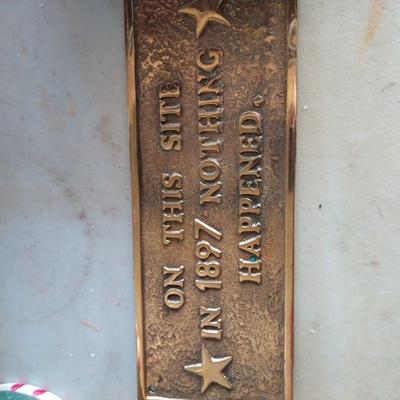 ON THIS SITE
IN 1897 NOTHING
HAPPENED.